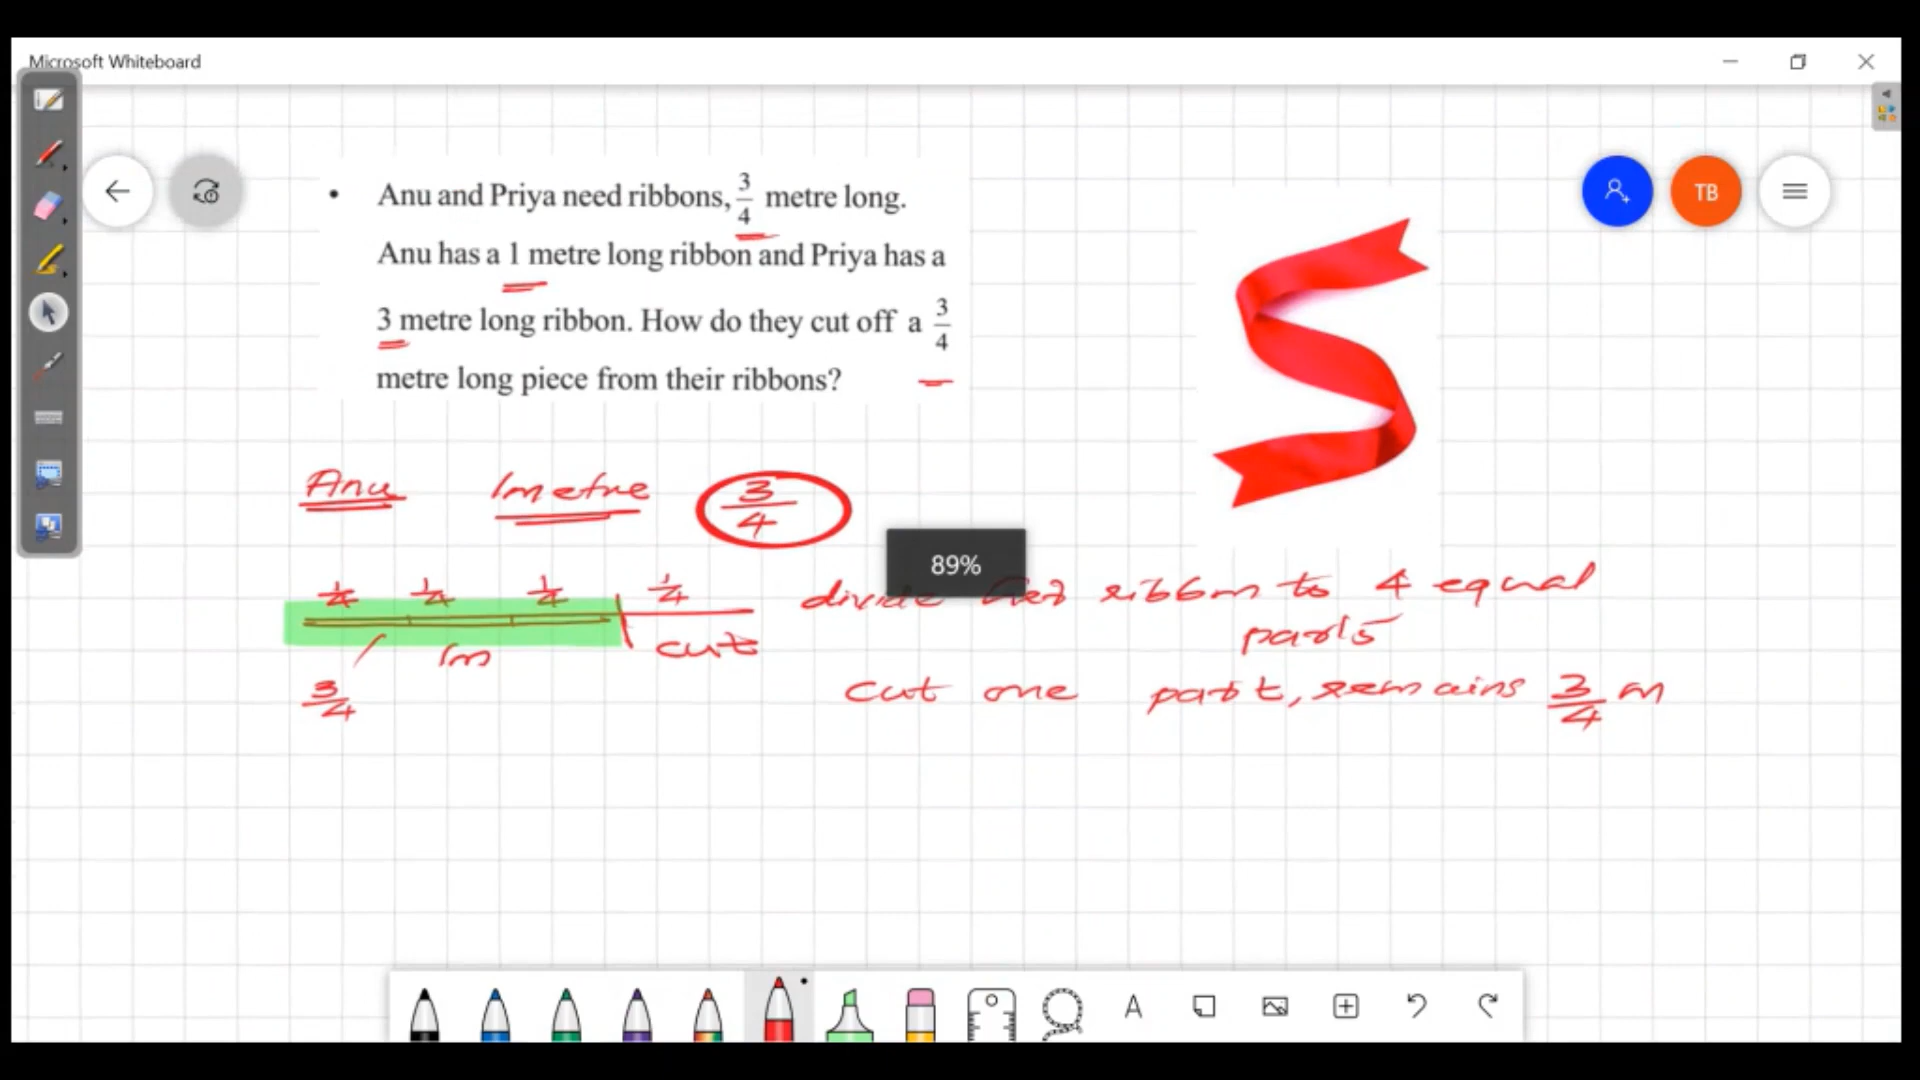 Microsoft Whiteboard
• Anu and Priya need ribbons, 3/4 metre long.
Anu has a 1 metre long ribbon and Priya has a
3 metre long ribbon. How do they cut off a 3/4
metre long piece from their ribbons?
TB
Anu 1metre 3/4
89%
1/4 1/4 1/4 1/4 divide ribbon to 4 equal
parts
1m cut
3/4 cut one part, remains 3/4 m
A